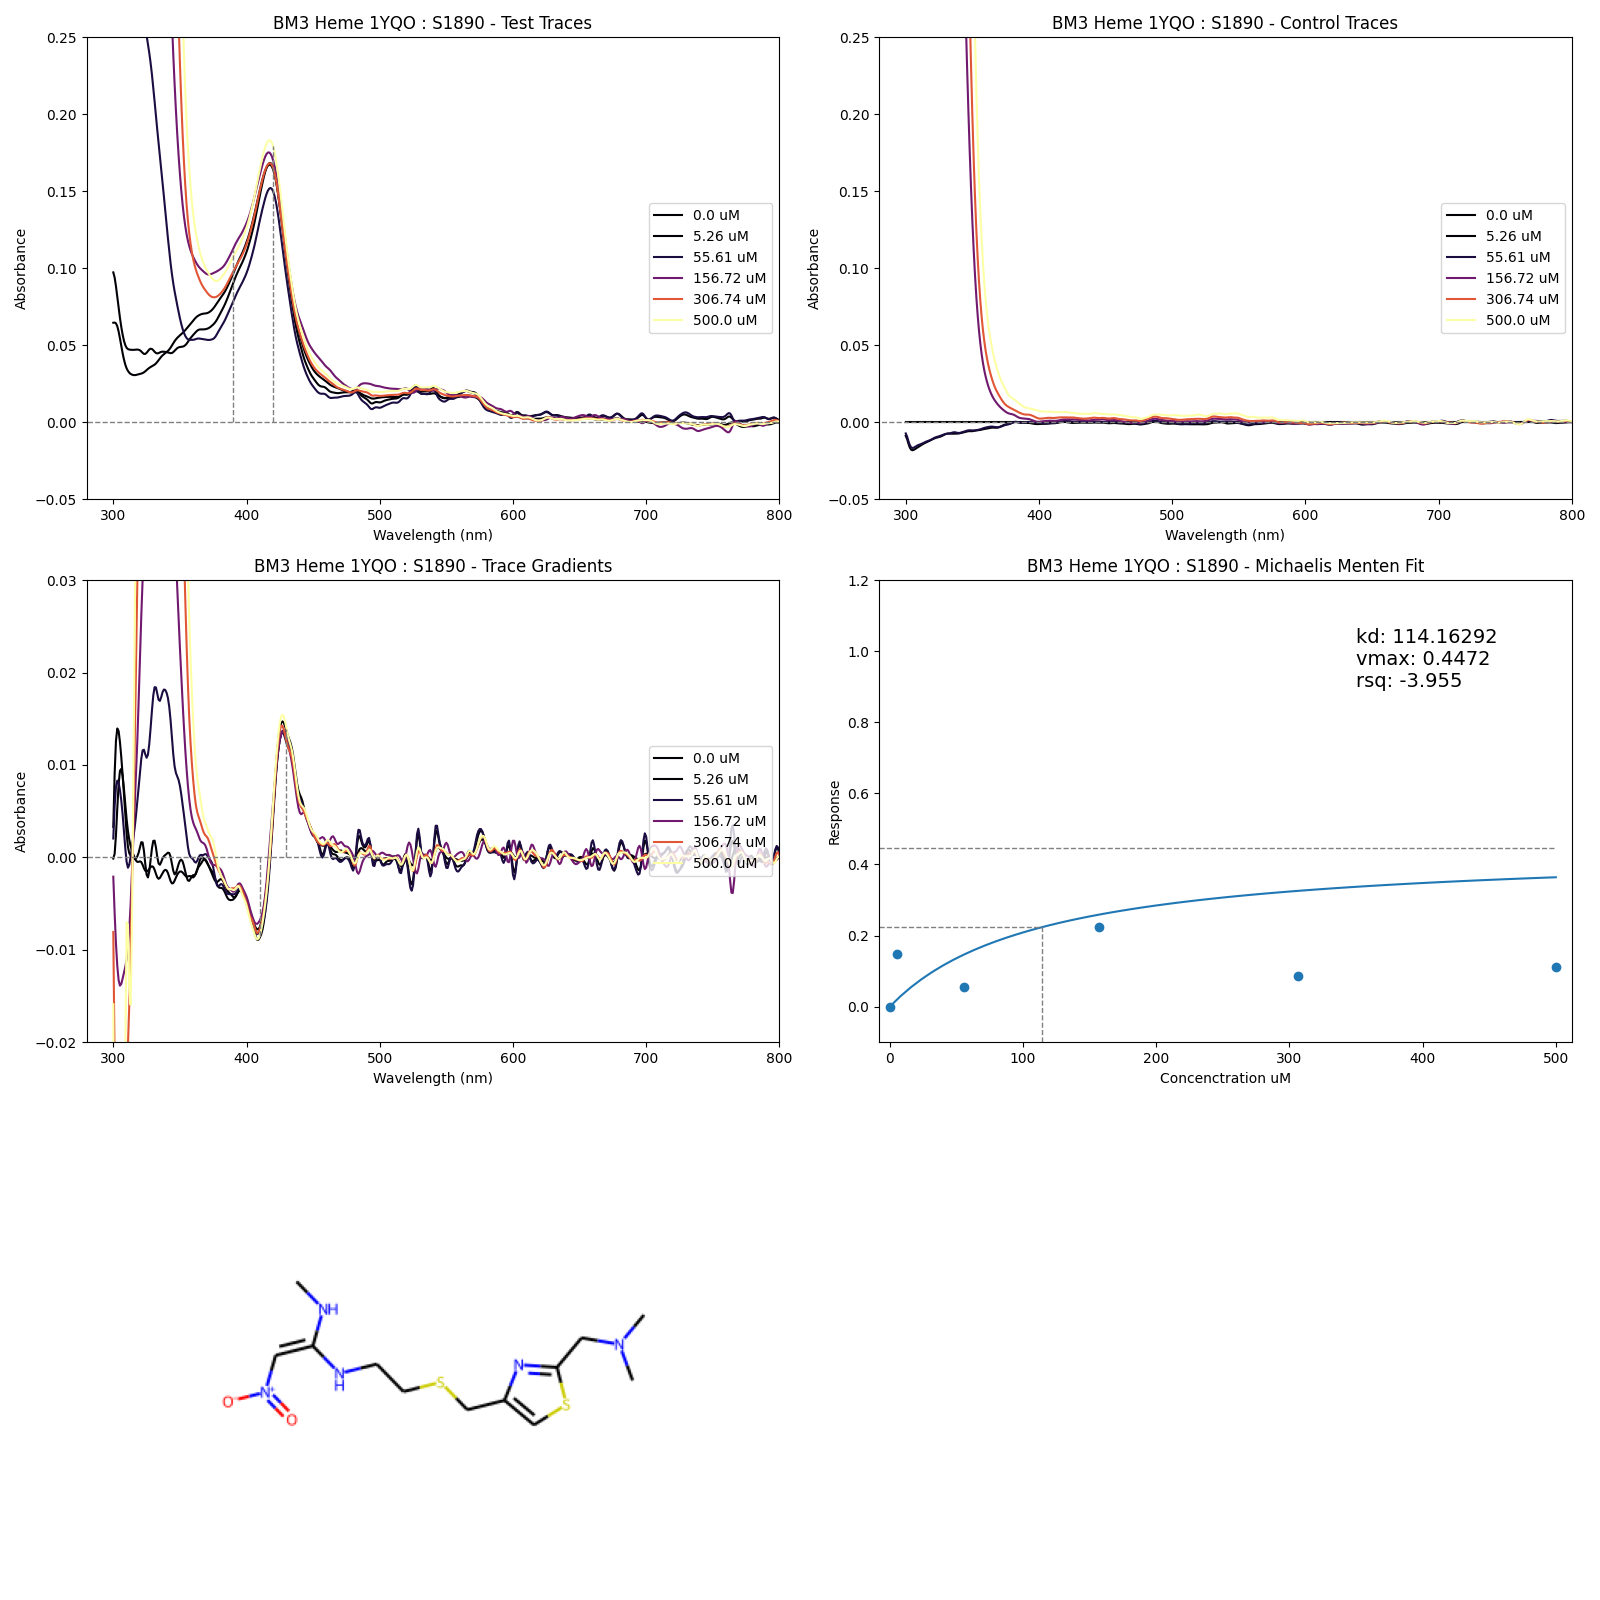 BM3 Heme 1YQO : S1890 - Test Traces
Absorbance
0.25
0.20
0.15
0.10
0.05
0.00
−0.05
300 400 500 600 700 800
Wavelength (nm)
0.0 uM
5.26 uM
55.61 uM
156.72 uM
306.74 uM
500.0 uM
BM3 Heme 1YQO : S1890 - Control Traces
Absorbance
0.25
0.20
0.15
0.10
0.05
0.00
−0.05
300 400 500 600 700 800
Wavelength (nm)
0.0 uM
5.26 uM
55.61 uM
156.72 uM
306.74 uM
500.0 uM
BM3 Heme 1YQO : S1890 - Trace Gradients
Absorbance
0.03
0.02
0.01
0.00
−0.01
−0.02
300 400 500 600 700 800
Wavelength (nm)
0.0 uM
5.26 uM
55.61 uM
156.72 uM
306.74 uM
500.0 uM
BM3 Heme 1YQO : S1890 - Michaelis Menten Fit
Response
1.2
1.0
0.8
0.6
0.4
0.2
0.0
0 100 200 300 400 500
Concenctration uM
kd: 114.16292
vmax: 0.4472
rsq: -3.955
NH
N
H
N+
O-
O
S
N
S
N